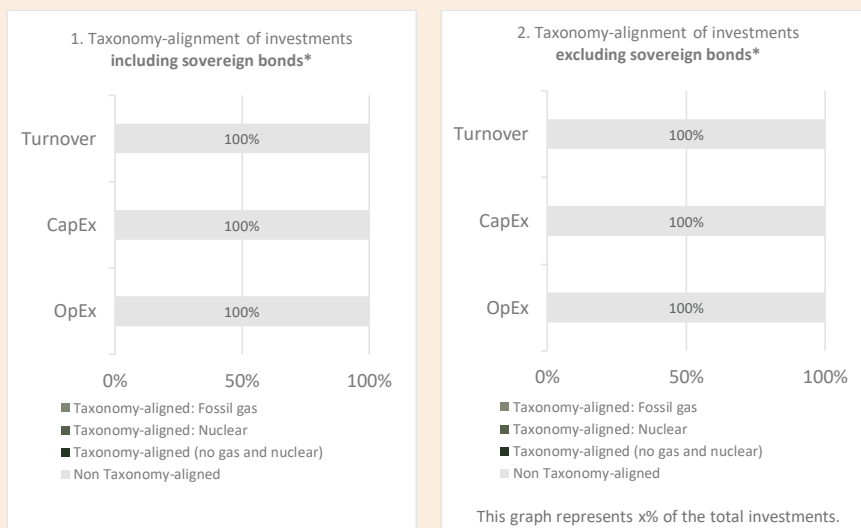 1. Taxonomy-alignment of investments
including sovereign bonds*
Turnover
100%
CapEx
100%
OpEx
100%
0%
50%
100%
Taxonomy-aligned: Fossil gas
Taxonomy-aligned: Nuclear
Taxonomy-aligned (no gas and nuclear)
Non Taxonomy-aligned
2. Taxonomy-alignment of investments
excluding sovereign bonds*
Turnover
100%
CapEx
100%
OpEx
100%
0%
50%
100%
Taxonomy-aligned: Fossil gas
Taxonomy-aligned: Nuclear
Taxonomy-aligned (no gas and nuclear)
Non Taxonomy-aligned
This graph represents x% of the total investments.